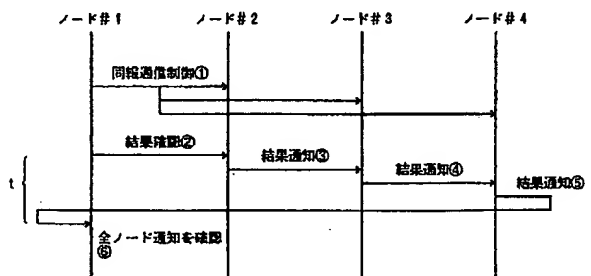 ノード#1 ノード#2 ノード#3 ノード#4
同報通信制御①
結果確認②
結果通知③
結果通知④
結果通知⑤
t
全ノード通知を確認
⑥